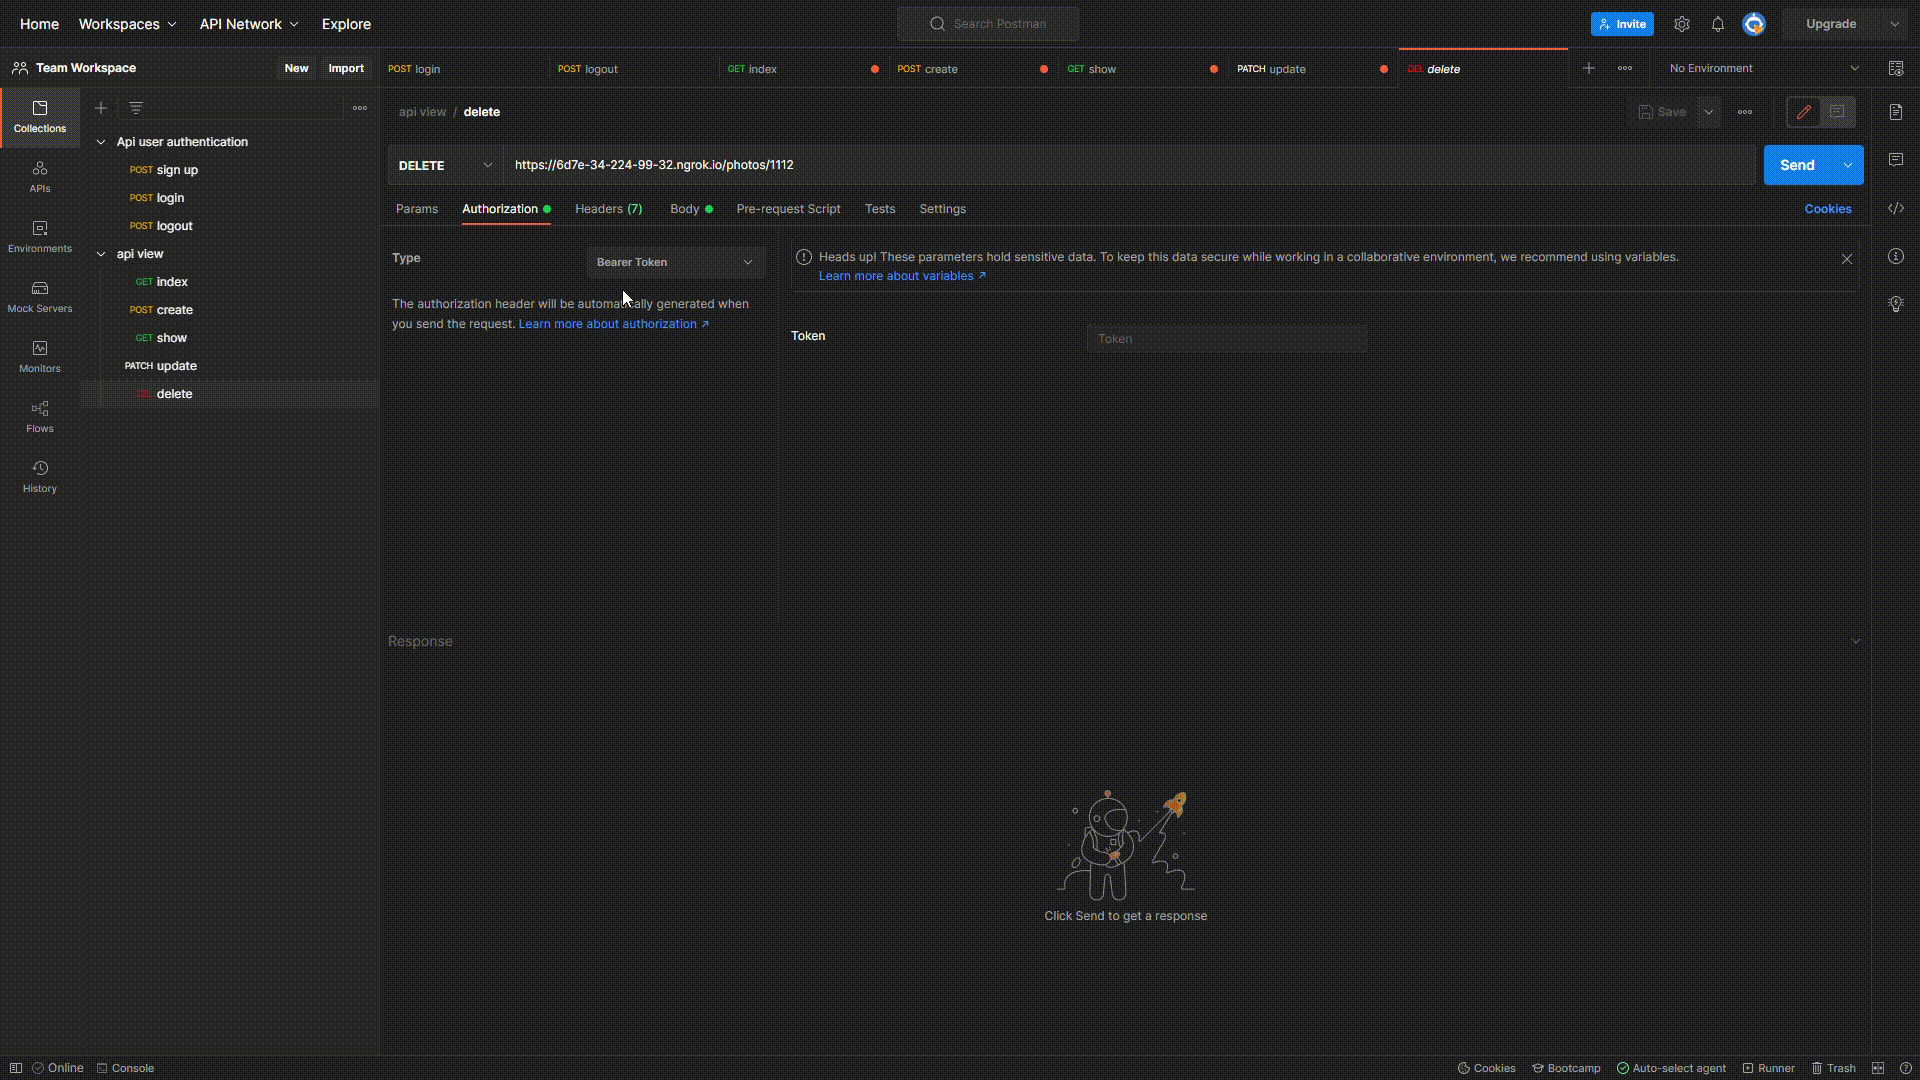 Home Workspaces API Network Explore Search Postman Invite Upgrade
Team Workspace New Import POST login POST logout GET index POST create GET show PATCH update DEL delete No Environment
Collections
APIs
Environments
Mock Servers
Monitors
Flows
History
Api user authentication
POST sign up
POST login
POST logout
api view
GET index
POST create
GET show
PATCH update
DEL delete
api view / delete Save
DELETE https://6d7e-34-224-99-32.ngrok.io/photos/1112 Send
Params Authorization Headers (7) Body Pre-request Script Tests Settings Cookies
Type Bearer Token
The authorization header will be automatically generated when
you send the request. Learn more about authorization ↗
Heads up! These parameters hold sensitive data. To keep this data secure while working in a collaborative environment, we recommend using variables.
Learn more about variables ↗
Token Token
Response
Click Send to get a response
Online Console Cookies Bootcamp Auto-select agent Runner Trash